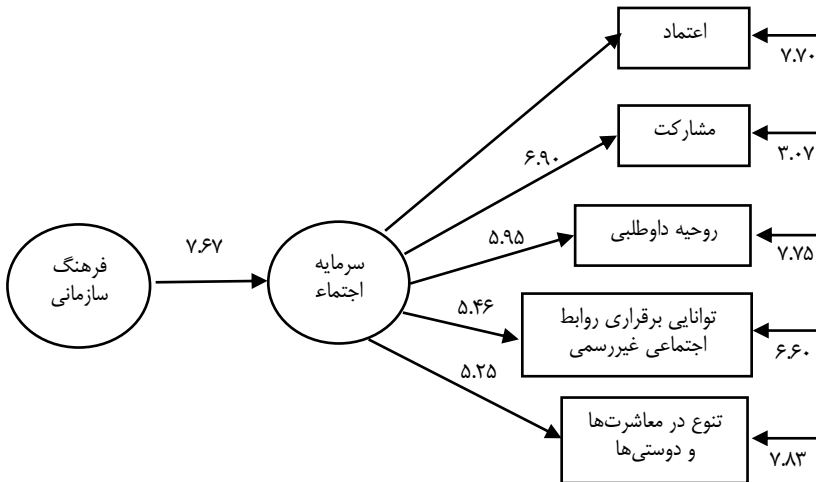 اعتماد
۷.۷۰
مشارکت
۶.۹۰
۳.۰۷
روحیه داوطلبی
۵.۹۵
۷.۷۵
فرهنگ
سازمانی
۷.۶۷
سرمایه
اجتماع
توانایی برقراری روابط
اجتماعی غیررسمی
۵.۴۶
۶.۶۰
تنوع در معاشرت‌ها
و دوستی‌ها
۵.۲۵
۷.۸۳